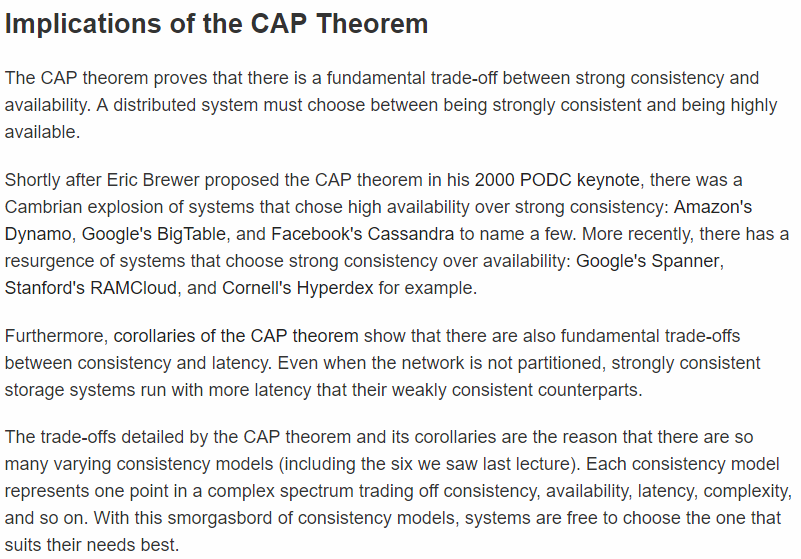 Implications of the CAP Theorem
The CAP theorem proves that there is a fundamental trade-off between strong consistency and
availability. A distributed system must choose between being strongly consistent and being highly
available.
Shortly after Eric Brewer proposed the CAP theorem in his 2000 PODC keynote, there was a
Cambrian explosion of systems that chose high availability over strong consistency: Amazon's
Dynamo, Google's BigTable, and Facebook's Cassandra to name a few. More recently, there has a
resurgence of systems that choose strong consistency over availability: Google's Spanner,
Stanford's RAMCloud, and Cornell's Hyperdex for example.
Furthermore, corollaries of the CAP theorem show that there are also fundamental trade-offs
between consistency and latency. Even when the network is not partitioned, strongly consistent
storage systems run with more latency that their weakly consistent counterparts.
The trade-offs detailed by the CAP theorem and its corollaries are the reason that there are so
many varying consistency models (including the six we saw last lecture). Each consistency model
represents one point in a complex spectrum trading off consistency, availability, latency, complexity,
and so on. With this smorgasbord of consistency models, systems are free to choose the one that
suits their needs best.